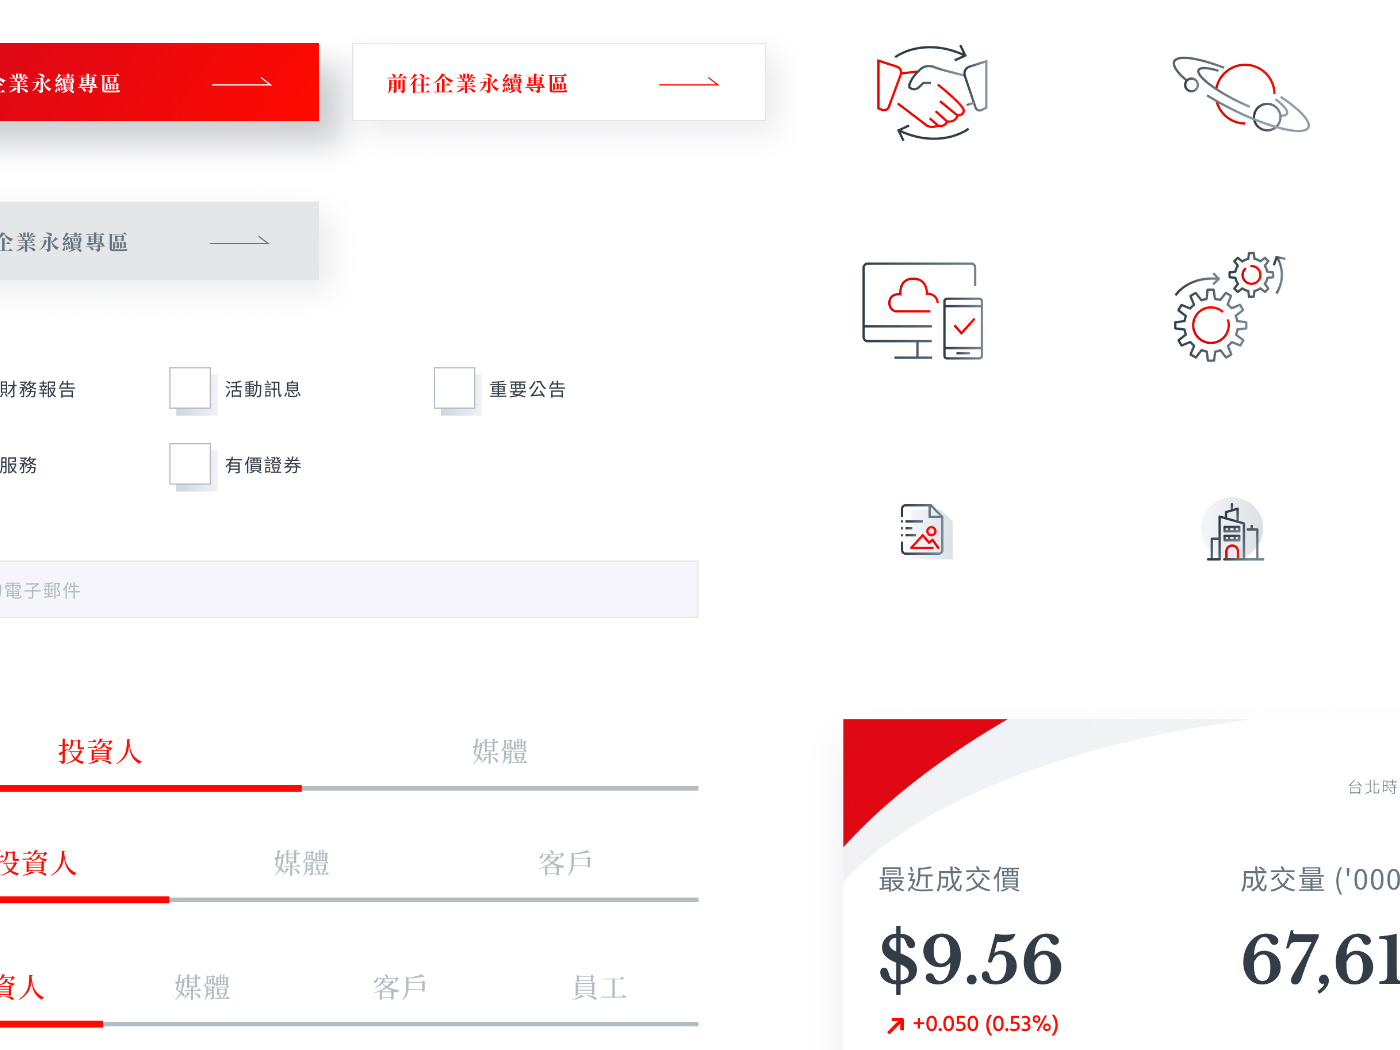 企業永續專區
前往企業永續專區
企業永續專區
財務報告
活動訊息
重要公告
服務
有價證券
電子郵件
投資人
媒體
投資人
媒體
客戶
資人
媒體
客戶
員工
台北時
最近成交價
成交量 ('000
$9.56
67,61
+0.050 (0.53%)